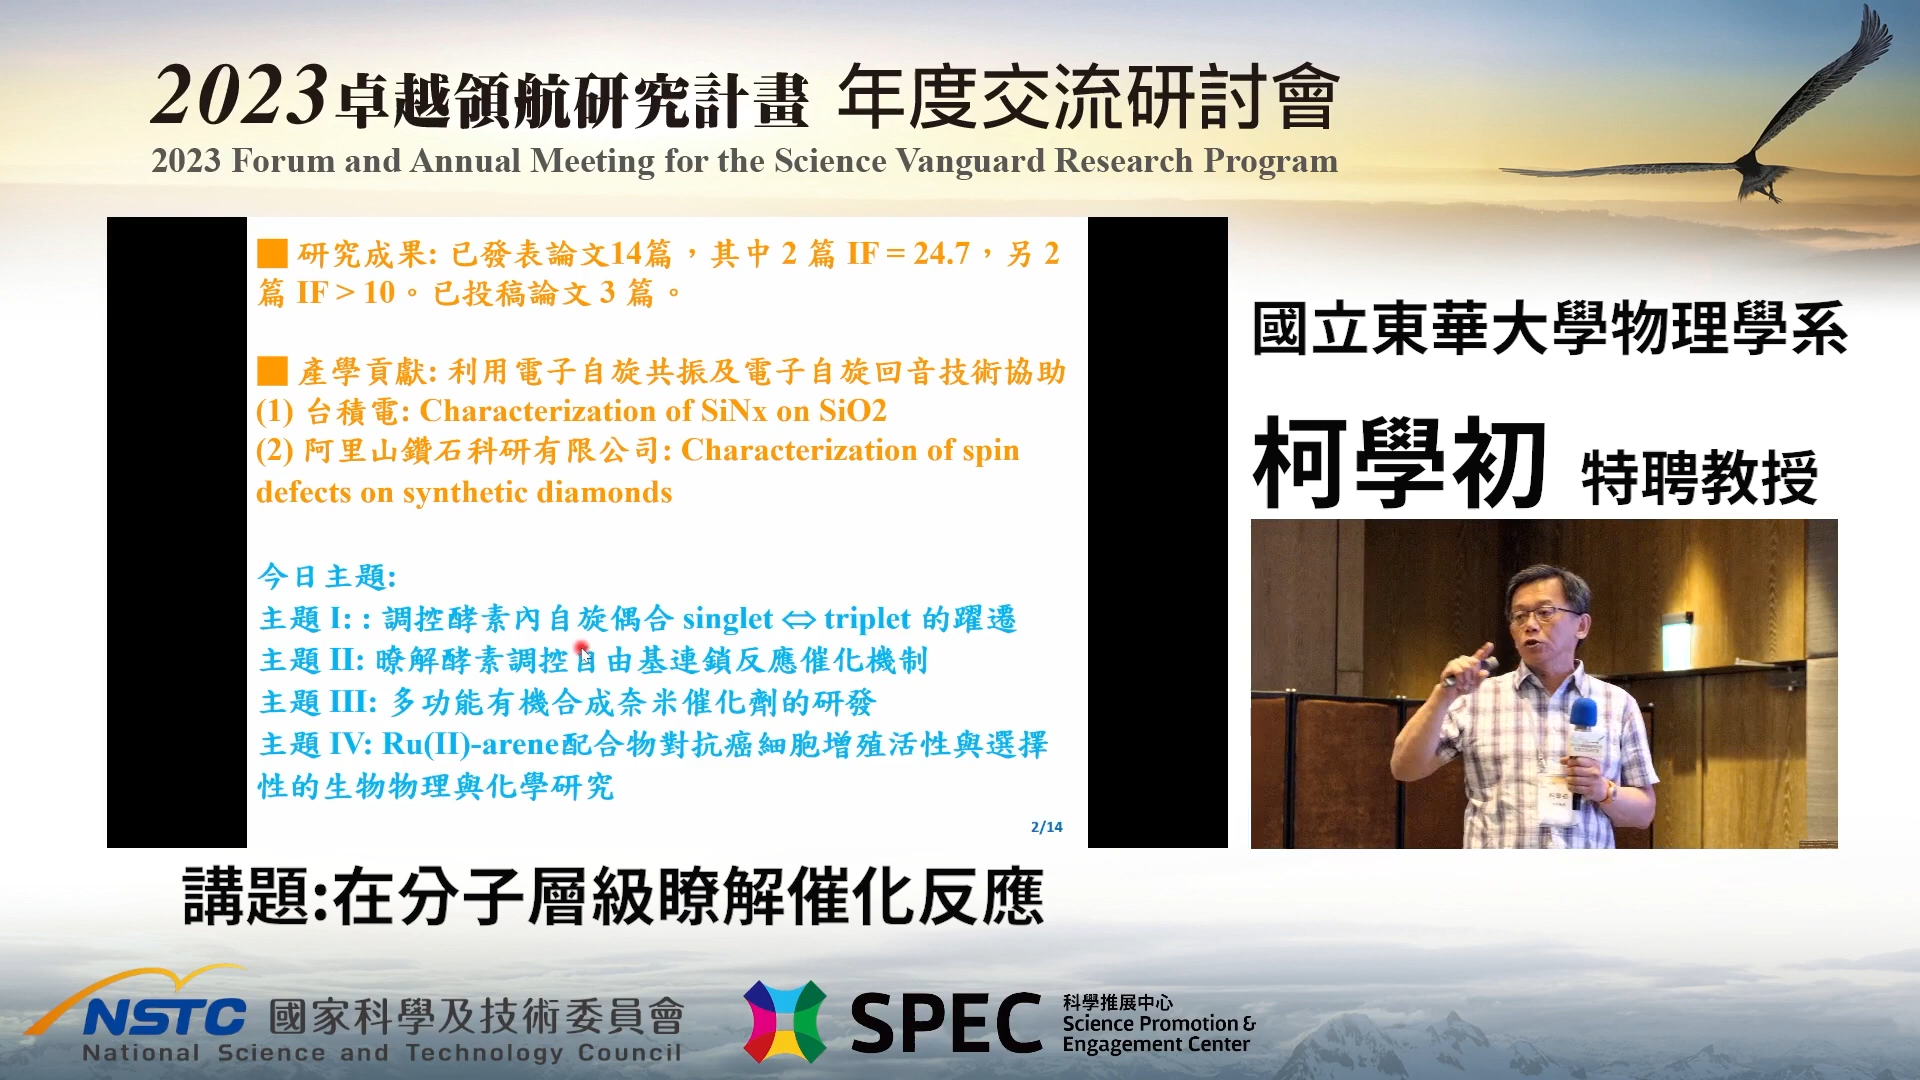 2023卓越領航研究計畫 年度交流研討會
2023 Forum and Annual Meeting for the Science Vanguard Research Program
■ 研究成果: 已發表論文14篇，其中 2 篇 IF = 24.7，另 2
篇 IF > 10。已投稿論文 3 篇。
■ 產學貢獻: 利用電子自旋共振及電子自旋回音技術協助
(1) 台積電: Characterization of SiNx on SiO2
(2) 阿里山鑽石科研有限公司: Characterization of spin
defects on synthetic diamonds
今日主題:
主題 I: : 調控酵素內自旋偶合 singlet ⇔ triplet 的躍遷
主題 II: 瞭解酵素調控自由基連鎖反應催化機制
主題 III: 多功能有機合成奈米催化劑的研發
主題 IV: Ru(II)-arene配合物對抗癌細胞增殖活性與選擇
性的生物物理與化學研究
2/14
國立東華大學物理學系
柯學初 特聘教授
講題:在分子層級瞭解催化反應
NSTC 國家科學及技術委員會
National Science and Technology Council
SPEC 科學推展中心
Science Promotion &
Engagement Center